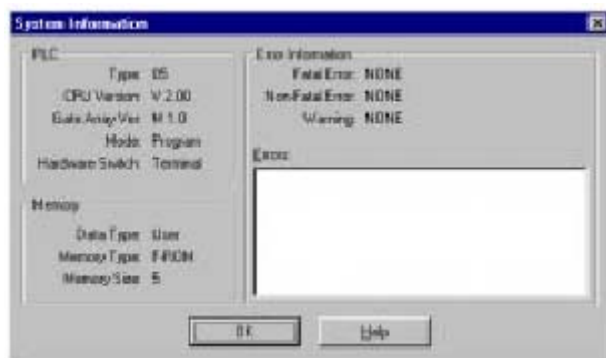 System Information
PLC
Type: 05
CPU Version: V 2.00
Gate Array Ver: M 1.0
Mode: Program
Hardware Switch: Terminal
Memory
Data Type: User
Memory Type: F-ROM
Memory Size: 6
Error Information
Fatal Error: NONE
Non-Fatal Error: NONE
Warning: NONE
Errors:
OK
Help